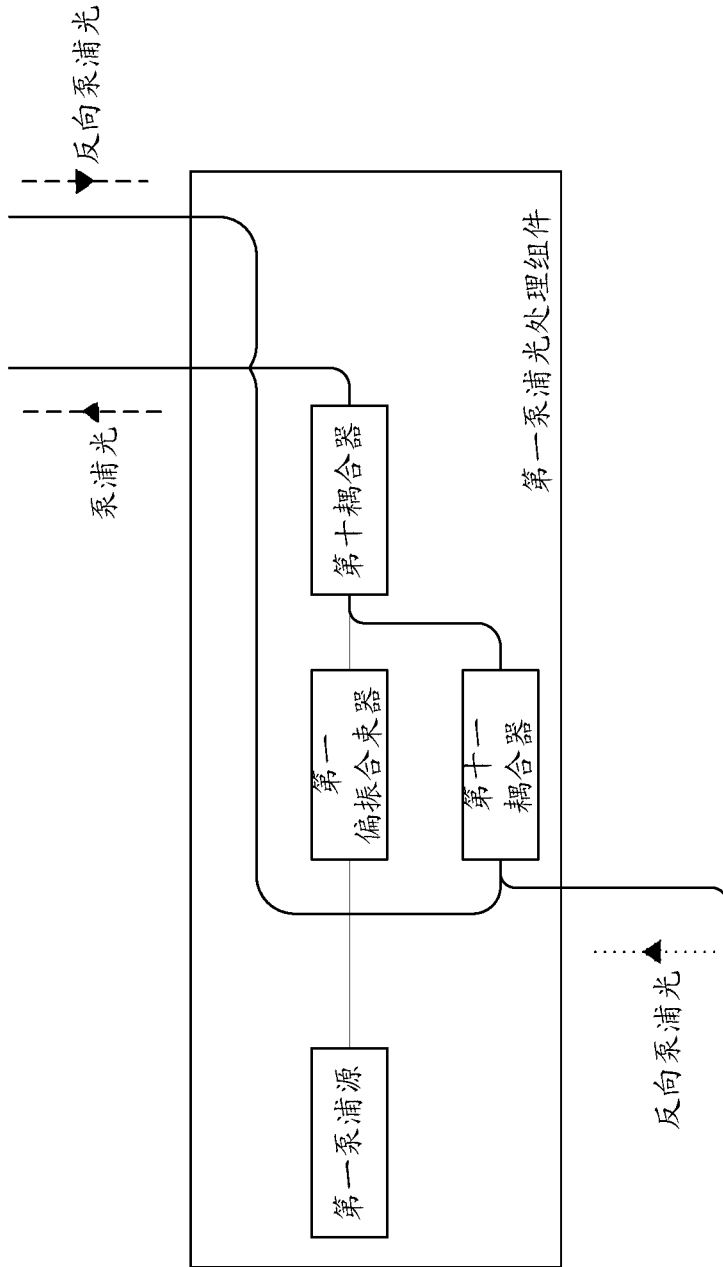 反向泵浦光
泵浦光
第一泵浦光处理组件
第十耦合器
第一
偏振合束器
第十一
耦合器
第一泵浦源
反向泵浦光